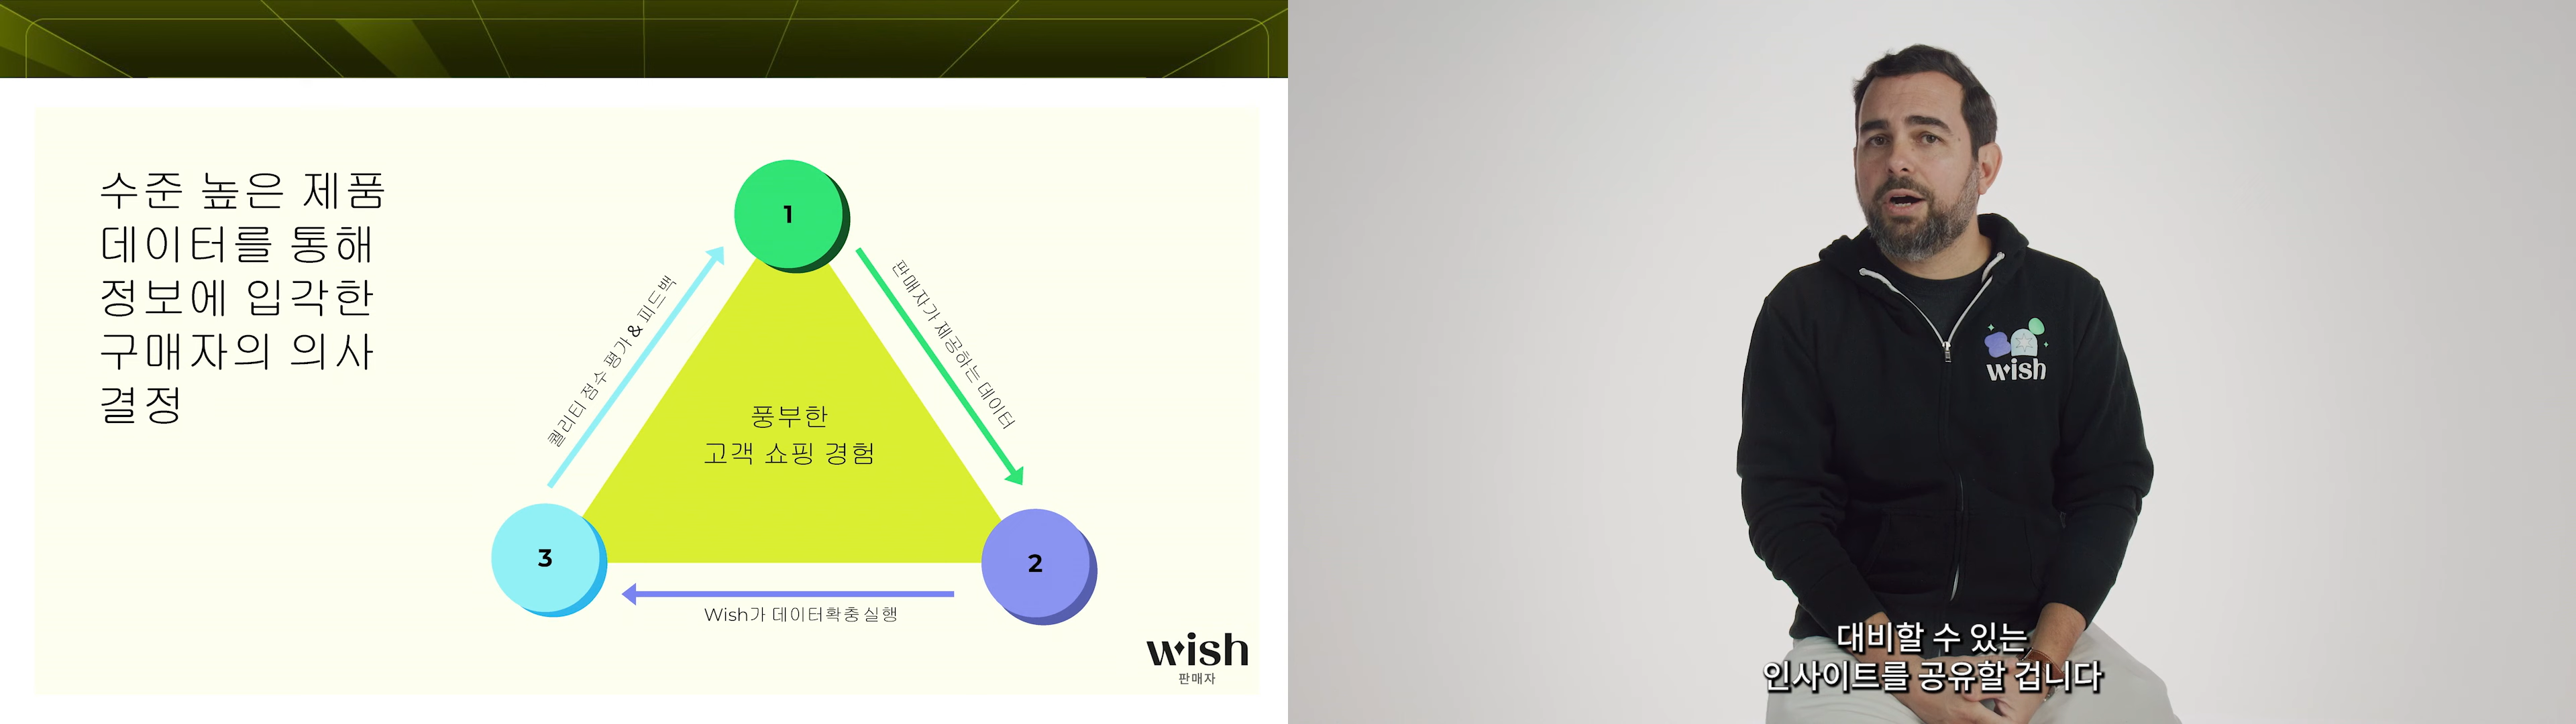 수준 높은 제품
데이터를 통해
정보에 입각한
구매자의 의사
결정
1
퀄리티 점수 평가 & 피드백
판매자가 제공하는 데이터
풍부한
고객 쇼핑 경험
3
2
Wish가 데이터확충실행
wish
판매자
wish
대비할 수 있는
인사이트를 공유할 겁니다